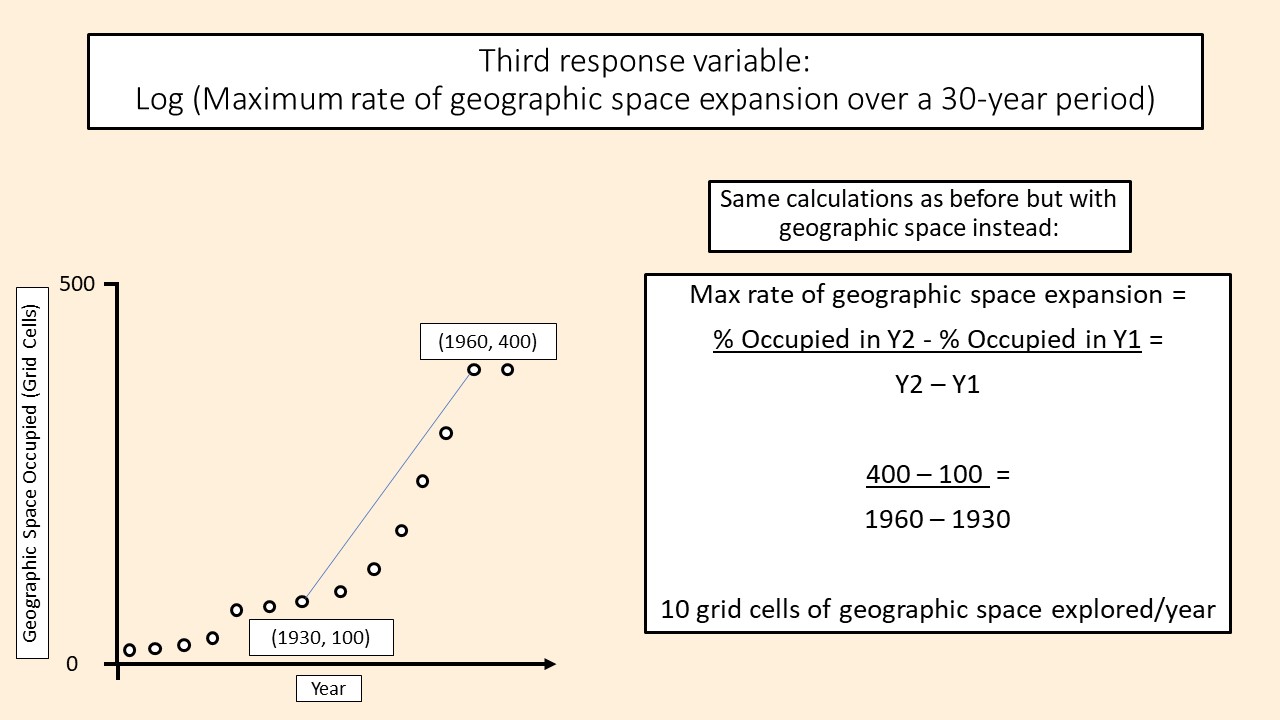 Third response variable:
Log (Maximum rate of geographic space expansion over a 30-year period)
Same calculations as before but with
geographic space instead:
Max rate of geographic space expansion =
% Occupied in Y2 - % Occupied in Y1 =
Y2 – Y1
400 – 100 =
1960 – 1930
10 grid cells of geographic space explored/year
Geographic Space Occupied (Grid Cells)
500
(1960, 400)
(1930, 100)
0
Year